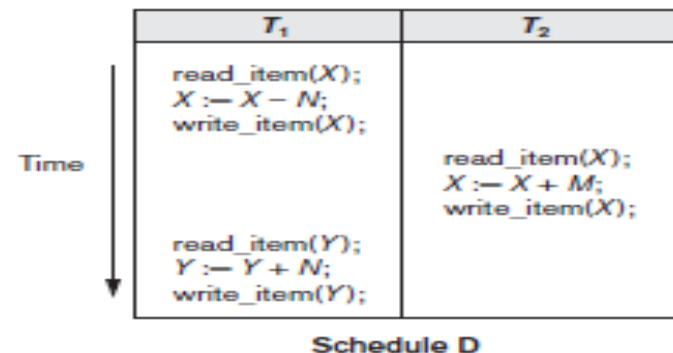 T1 T2
read_item(X);
X := X – N;
write_item(X);
Time
read_item(X);
X := X + M;
write_item(X);
read_item(Y);
Y := Y + N;
write_item(Y);
Schedule D